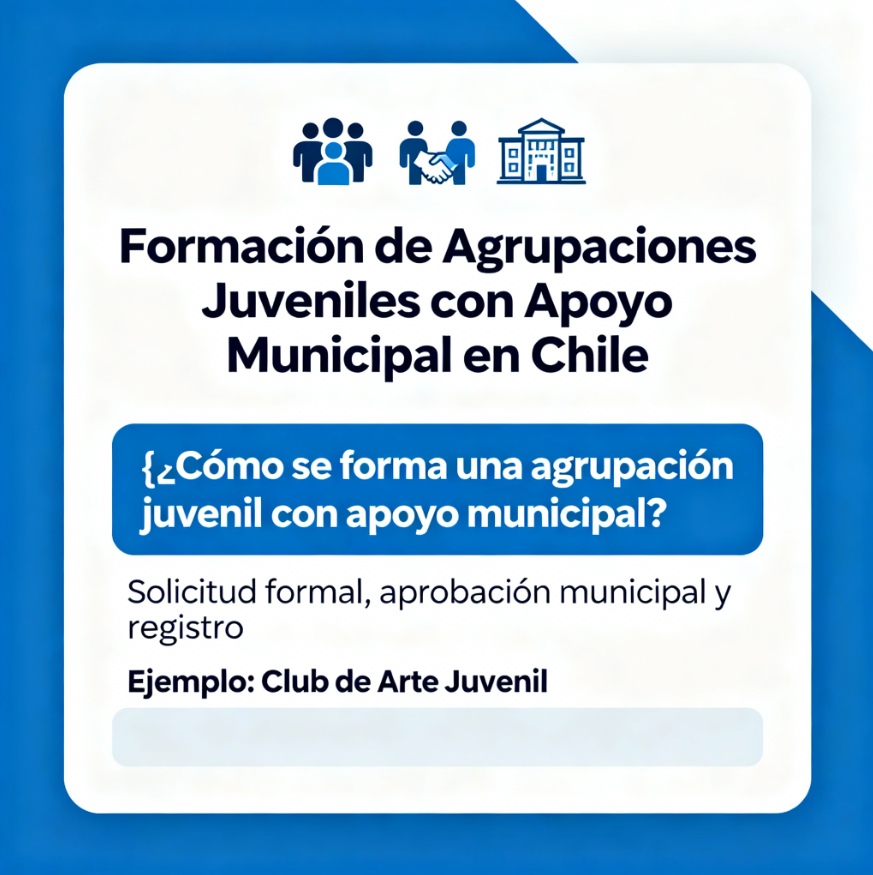 Formación de Agrupaciones
Juveniles con Apoyo
Municipal en Chile
{¿Cómo se forma una agrupación
juvenil con apoyo municipal?
Solicitud formal, aprobación municipal y
registro
Ejemplo: Club de Arte Juvenil